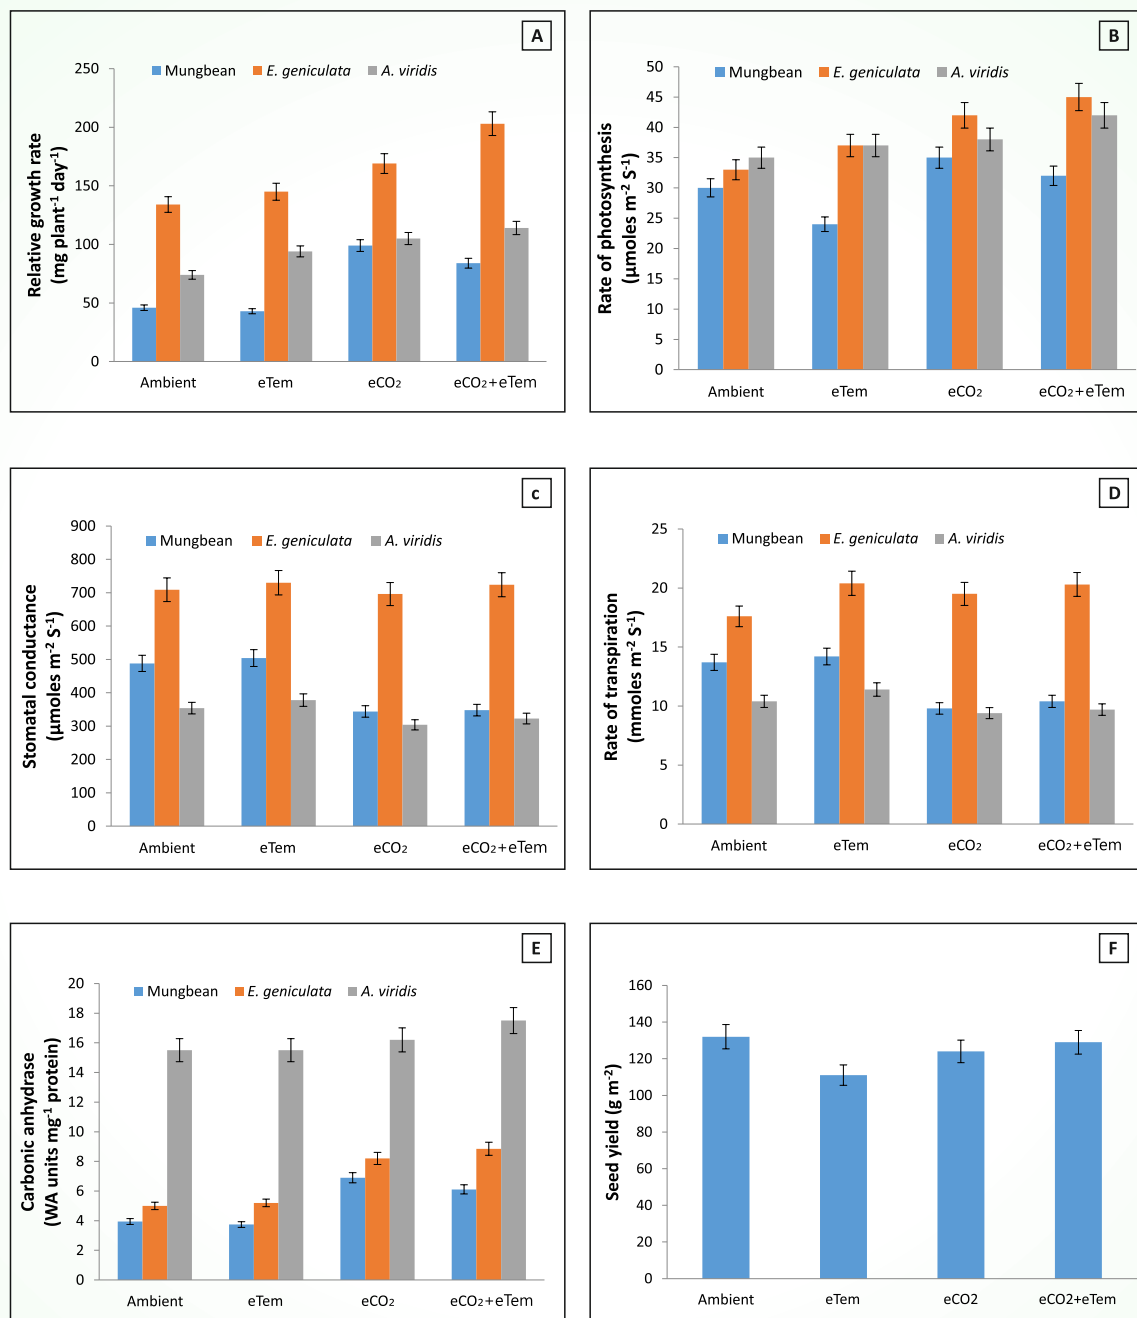 A
Mungbean E. geniculata A. viridis
Relative growth rate
(mg plant⁻¹ day⁻¹)
250
200
150
100
50
0
Ambient eTem eCO₂ eCO₂+eTem
B
Mungbean E. geniculata A. viridis
Rate of photosynthesis
(µmoles m⁻² S⁻¹)
50
45
40
35
30
25
20
15
10
5
0
Ambient eTem eCO₂ eCO₂+eTem
c
Mungbean E. geniculata A. viridis
Stomatal conductance
(µmoles m⁻² S⁻¹)
900
800
700
600
500
400
300
200
100
0
Ambient eTem eCO₂ eCO₂+eTem
D
Mungbean E. geniculata A. viridis
Rate of transpiration
(mmoles m⁻² S⁻¹)
25
20
15
10
5
0
Ambient eTem eCO₂ eCO₂+eTem
E
Mungbean E. geniculata A. viridis
Carbonic anhydrase
(WA units mg⁻¹ protein)
20
18
16
14
12
10
8
6
4
2
0
Ambient eTem eCO₂ eCO₂+eTem
F
Seed yield (g m⁻²)
160
140
120
100
80
60
40
20
0
Ambient eTem eCO2 eCO2+eTem